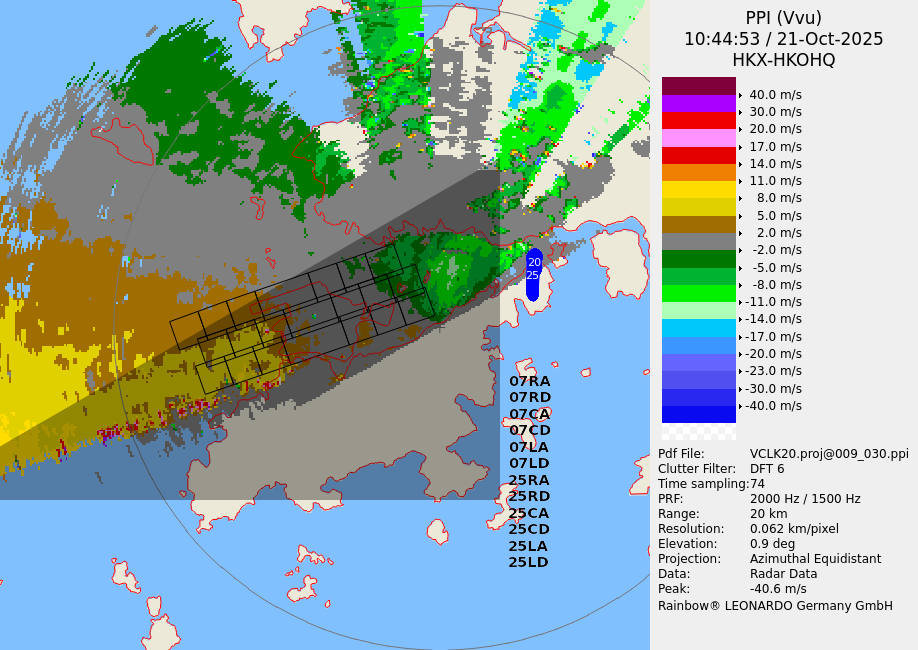 PPI (Vvu)
10:44:53 / 21-Oct-2025
HKX-HKOHQ
40.0 m/s
30.0 m/s
20.0 m/s
17.0 m/s
14.0 m/s
11.0 m/s
8.0 m/s
5.0 m/s
2.0 m/s
-2.0 m/s
-5.0 m/s
-8.0 m/s
-11.0 m/s
-14.0 m/s
-17.0 m/s
-20.0 m/s
-23.0 m/s
-30.0 m/s
-40.0 m/s
20
25
07RA
07RD
07CA
07CD
07LA
07LD
25RA
25RD
25CA
25CD
25LA
25LD
Pdf File: VCLK20.proj@009_030.ppi
Clutter Filter: DFT 6
Time sampling:74
PRF: 2000 Hz / 1500 Hz
Range: 20 km
Resolution: 0.062 km/pixel
Elevation: 0.9 deg
Projection: Azimuthal Equidistant
Data: Radar Data
Peak: -40.6 m/s
Rainbow® LEONARDO Germany GmbH